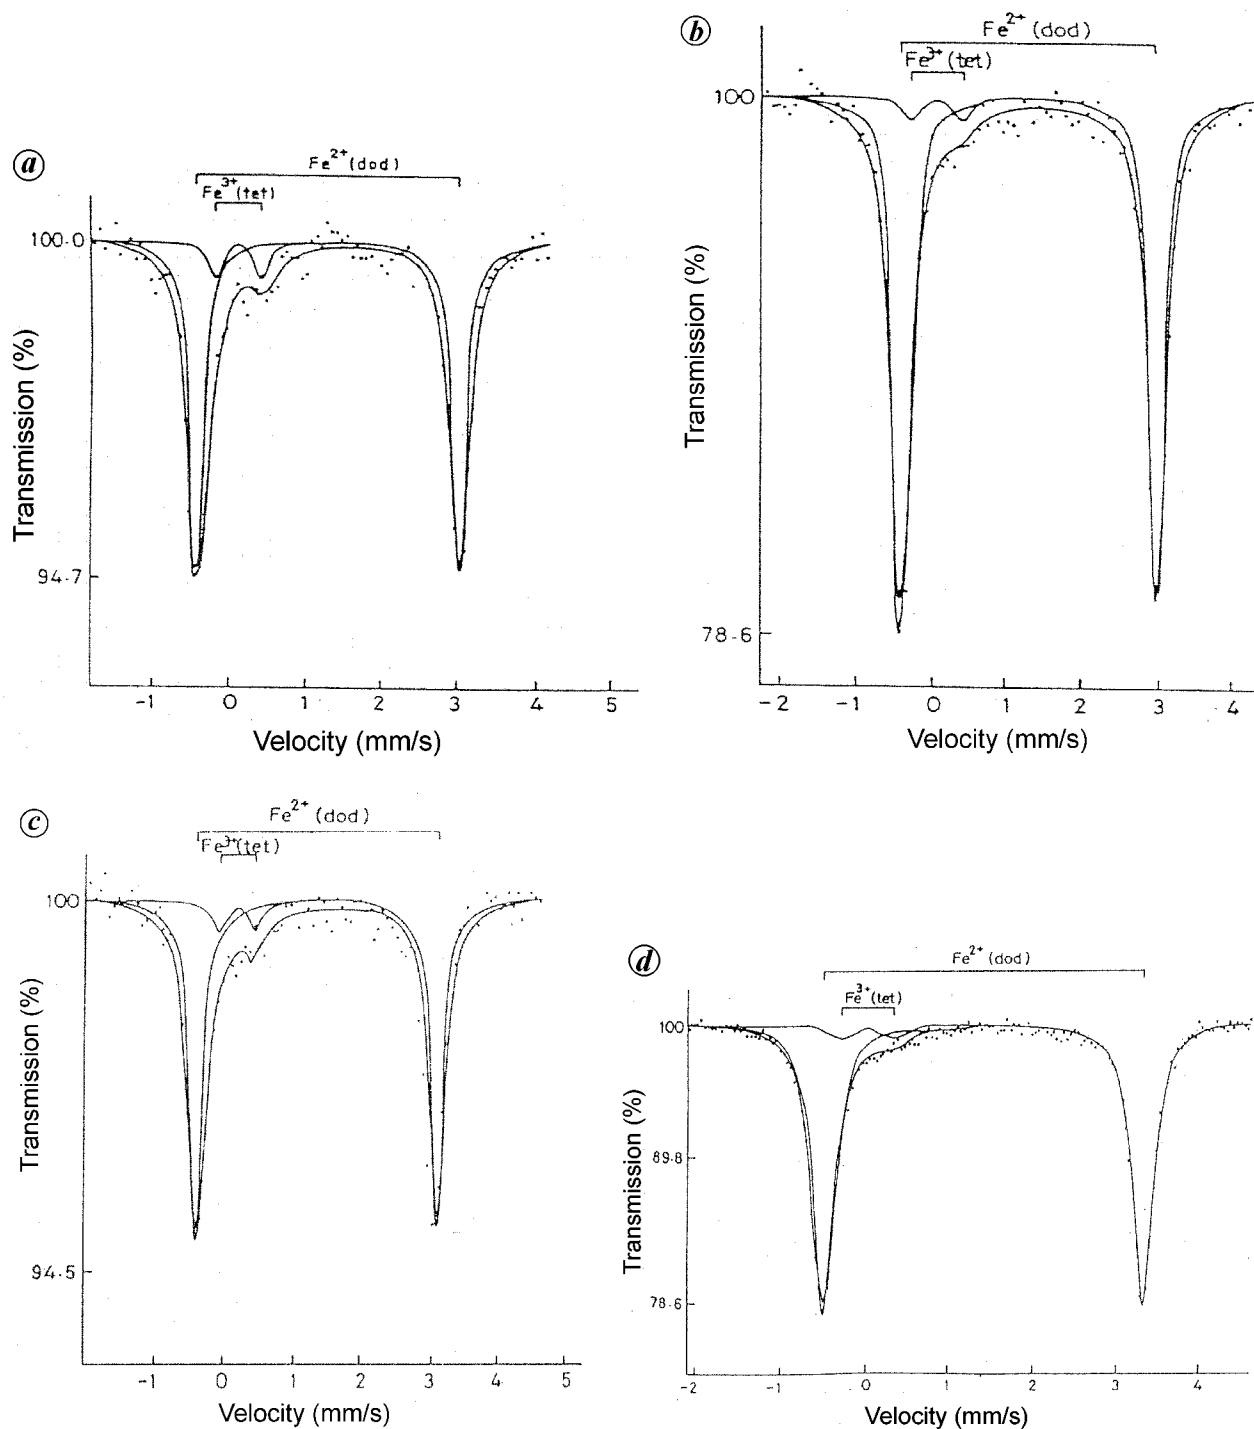 a
Fe2+ (dod)
Fe3+ (tet)
100.0
94.7
Transmission (%)
-1 0 1 2 3 4 5
Velocity (mm/s)
b
Fe2+ (dod)
Fe3+ (tet)
100
78.6
Transmission (%)
-2 -1 0 1 2 3 4
Velocity (mm/s)
c
Fe2+ (dod)
Fe3+ (tet)
100
94.5
Transmission (%)
-1 0 1 2 3 4 5
Velocity (mm/s)
d
Fe2+ (dod)
Fe3+ (tet)
100
89.8
78.6
Transmission (%)
-2 -1 0 1 2 3 4
Velocity (mm/s)